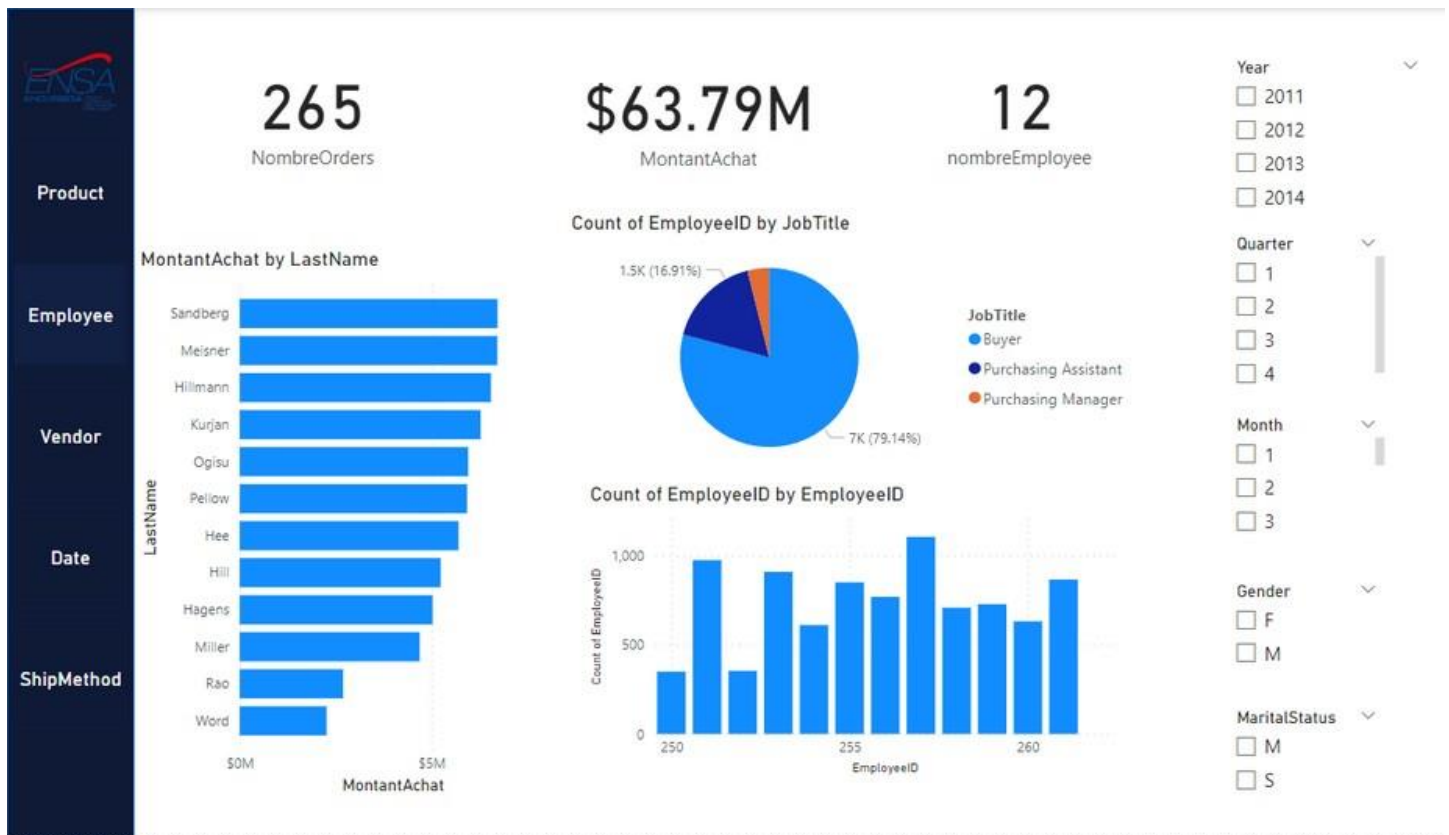 ENSA
Product
Employee
Vendor
Date
ShipMethod
265
NombreOrders
$63.79M
MontantAchat
12
nombreEmployee
MontantAchat by LastName
LastName
Sandberg
Meisner
Hillmann
Kurjan
Ogisu
Pellow
Hee
Hill
Hagens
Miller
Rao
Word
$0M $5M
MontantAchat
Count of EmployeeID by JobTitle
1.5K (16.91%)
7K (79.14%)
JobTitle
Buyer
Purchasing Assistant
Purchasing Manager
Count of EmployeeID by EmployeeID
Count of EmployeeID
1,000
500
0
250 255 260
EmployeeID
Year
2011
2012
2013
2014
Quarter
1
2
3
4
Month
1
2
3
Gender
F
M
MaritalStatus
M
S